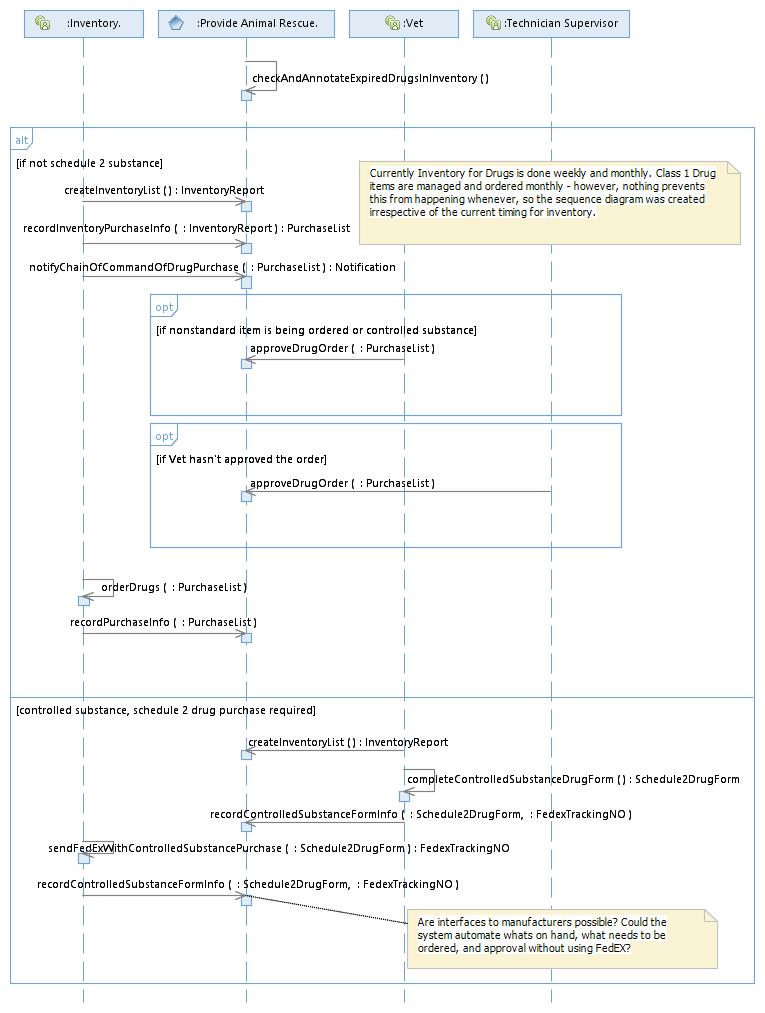 :Inventory.
:Provide Animal Rescue.
:Vet
:Technician Supervisor
checkAndAnnotateExpiredDrugsInInventory ( )
alt
[if not schedule 2 substance]
Currently Inventory for Drugs is done weekly and monthly. Class 1 Drug
items are managed and ordered monthly - however, nothing prevents
this from happening whenever, so the sequence diagram was created
irrespective of the current timing for inventory.
createInventoryList ( ) : InventoryReport
recordInventoryPurchaseInfo ( : InventoryReport ) : PurchaseList
notifyChainOfCommandOfDrugPurchase ( : PurchaseList ) : Notification
opt
[if nonstandard item is being ordered or controlled substance]
approveDrugOrder ( : PurchaseList )
opt
[if Vet hasn't approved the order]
approveDrugOrder ( : PurchaseList )
orderDrugs ( : PurchaseList )
recordPurchaseInfo ( : PurchaseList )
[controlled substance, schedule 2 drug purchase required]
createInventoryList ( ) : InventoryReport
completeControlledSubstanceDrugForm ( ) : Schedule2DrugForm
recordControlledSubstanceFormInfo ( : Schedule2DrugForm, : FedexTrackingNO )
sendFedExWithControlledSubstancePurchase ( : Schedule2DrugForm ) : FedexTrackingNO
recordControlledSubstanceFormInfo ( : Schedule2DrugForm, : FedexTrackingNO )
Are interfaces to manufacturers possible? Could the
system automate whats on hand, what needs to be
ordered, and approval without using FedEX?